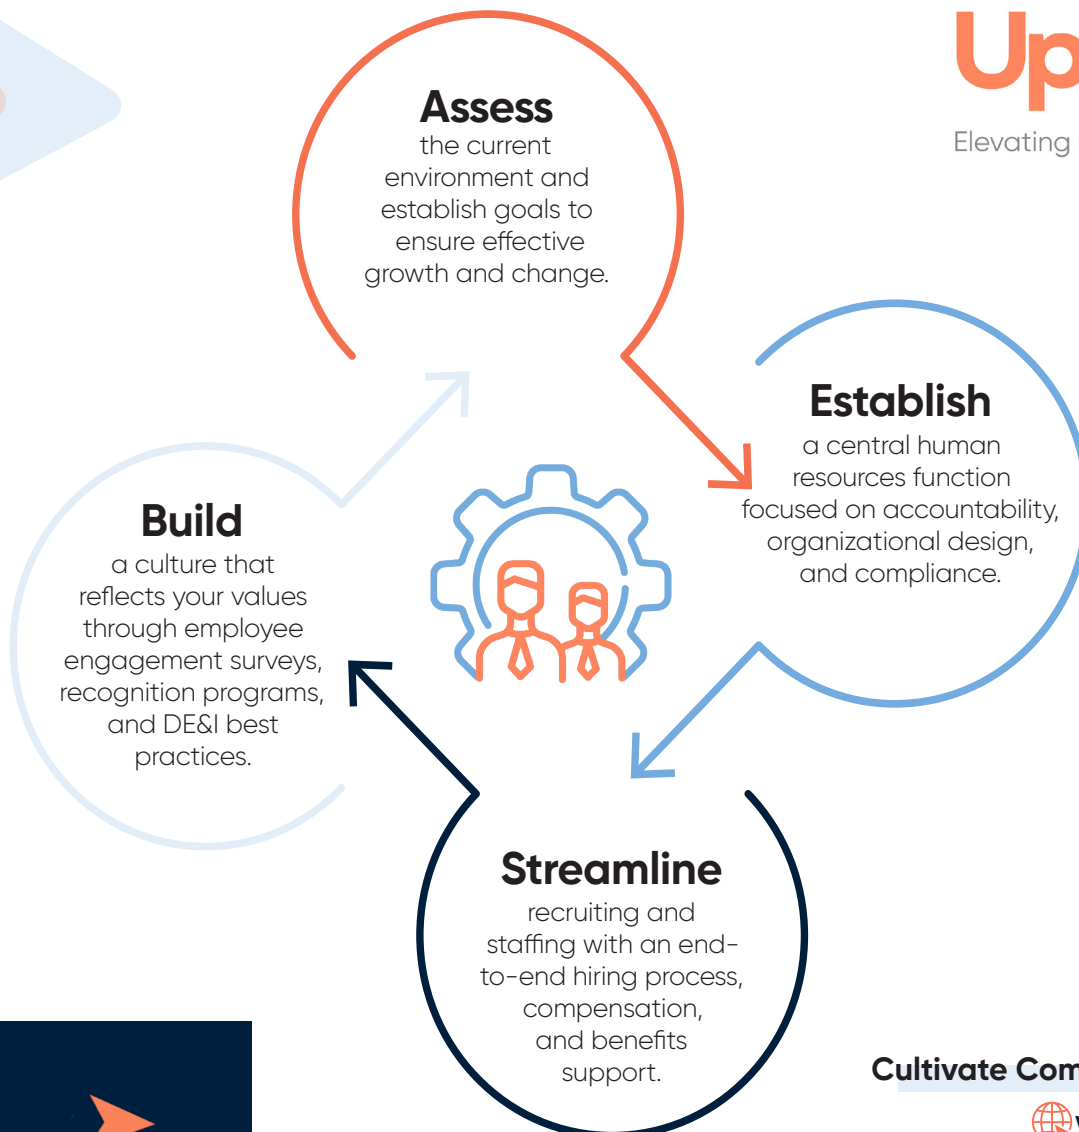 Up
Elevating
Assess
the current
environment and
establish goals to
ensure effective
growth and change.
Establish
a central human
resources function
focused on accountability,
organizational design,
and compliance.
Build
a culture that
reflects your values
through employee
engagement surveys,
recognition programs,
and DE&I best
practices.
Streamline
recruiting and
staffing with an end-
to-end hiring process,
compensation,
and benefits
support.
Cultivate Com